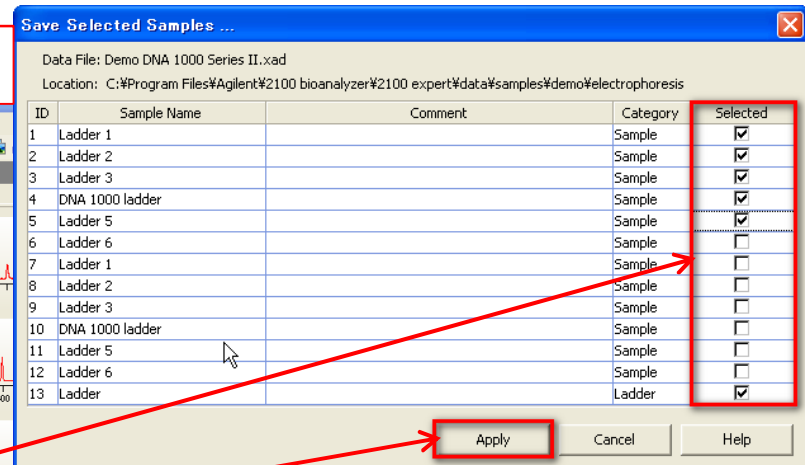 Save Selected Samples ...
Data File: Demo DNA 1000 Series II.xad
Location: C:¥Program Files¥Agilent¥2100 bioanalyzer¥2100 expert¥data¥samples¥demo¥electrophoresis
ID Sample Name Comment Category Selected
1 Ladder 1 Sample
2 Ladder 2 Sample
3 Ladder 3 Sample
4 DNA 1000 ladder Sample
5 Ladder 5 Sample
6 Ladder 6 Sample
7 Ladder 1 Sample
8 Ladder 2 Sample
9 Ladder 3 Sample
10 DNA 1000 ladder Sample
11 Ladder 5 Sample
12 Ladder 6 Sample
13 Ladder Ladder
Apply Cancel Help